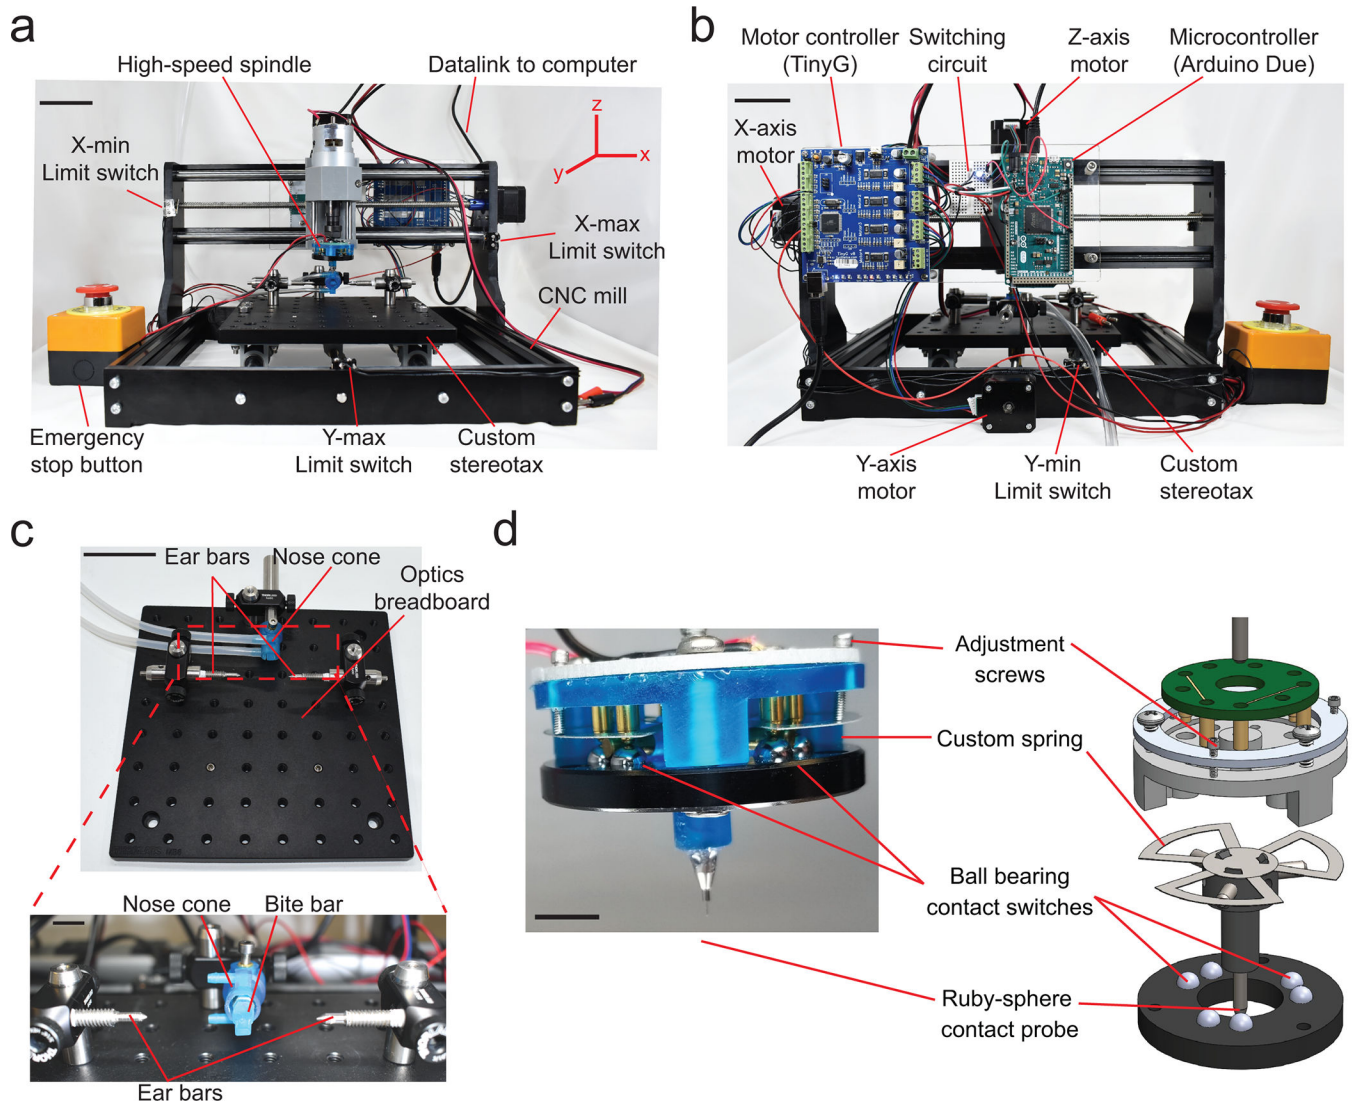 a
High-speed spindle
Datalink to computer
X-min
Limit switch
z
x
y
X-max
Limit switch
CNC mill
Emergency
stop button
Y-max
Limit switch
Custom
stereotax
b
Motor controller
(TinyG)
Switching
circuit
Z-axis
motor
Microcontroller
(Arduino Due)
X-axis
motor
TinyG v8
Y-axis
motor
Y-min
Limit switch
Custom
stereotax
c
Ear bars
Nose cone
Optics
breadboard
Nose cone
Bite bar
Ear bars
d
Adjustment
screws
Custom spring
Ball bearing
contact switches
Ruby-sphere
contact probe